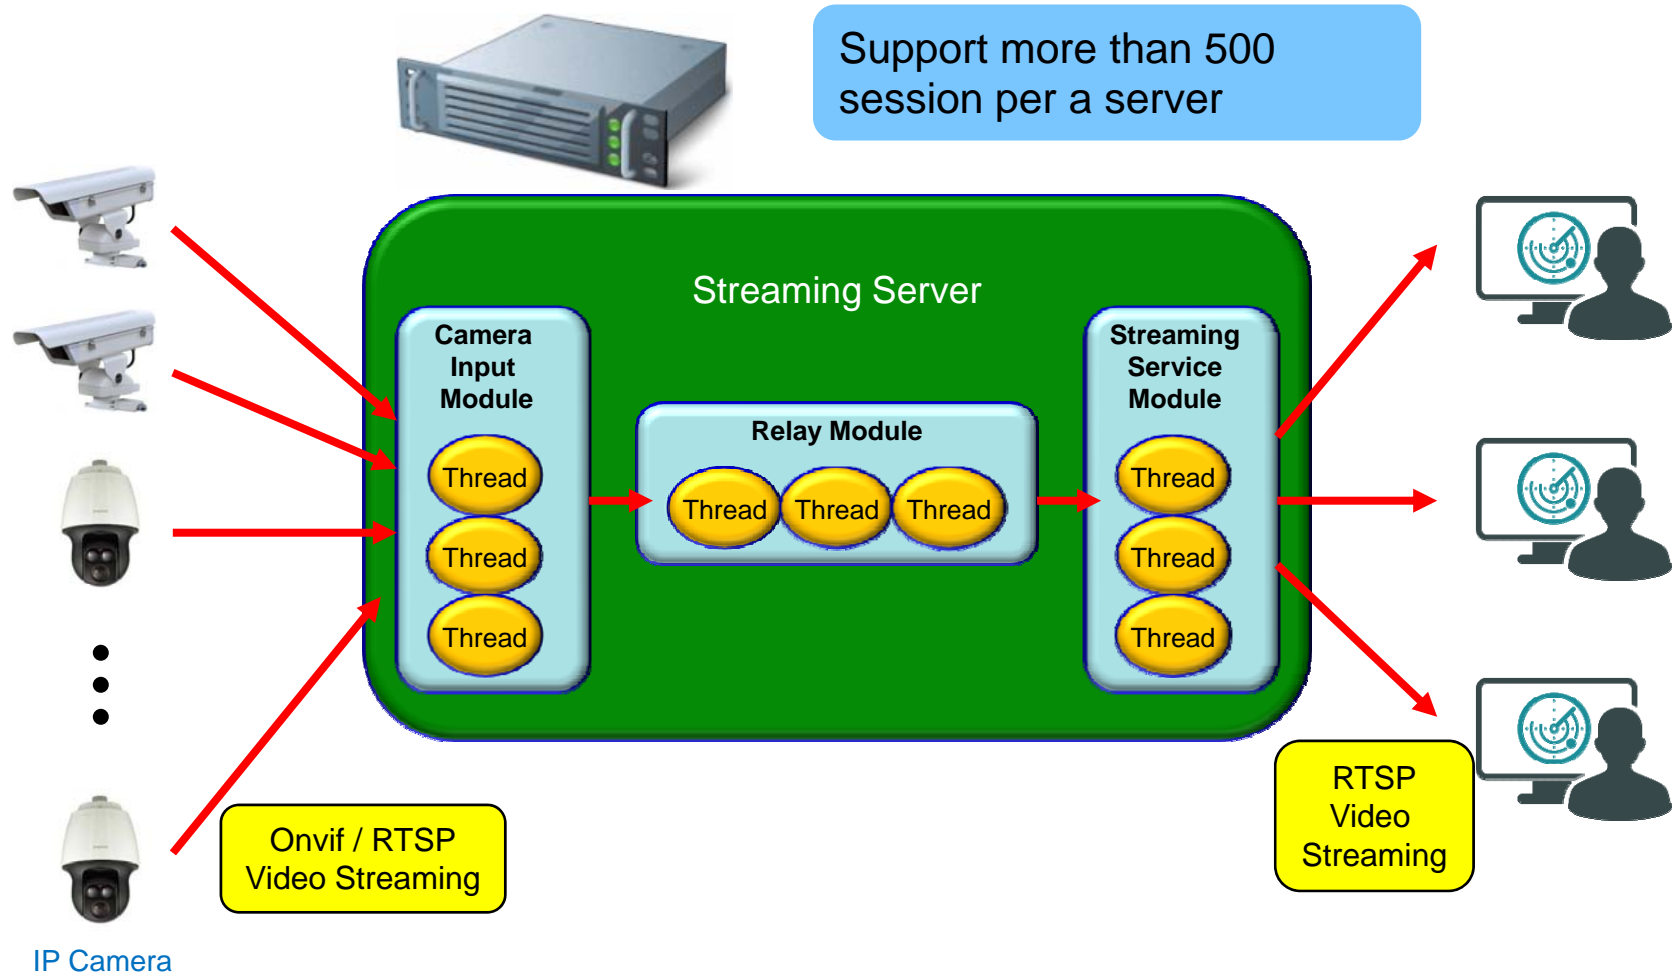 Support more than 500
session per a server
Streaming Server
Camera
Input
Module
Thread
Thread
Thread
Relay Module
Thread
Thread
Thread
Streaming
Service
Module
Thread
Thread
Thread
Onvif / RTSP
Video Streaming
RTSP
Video
Streaming
IP Camera